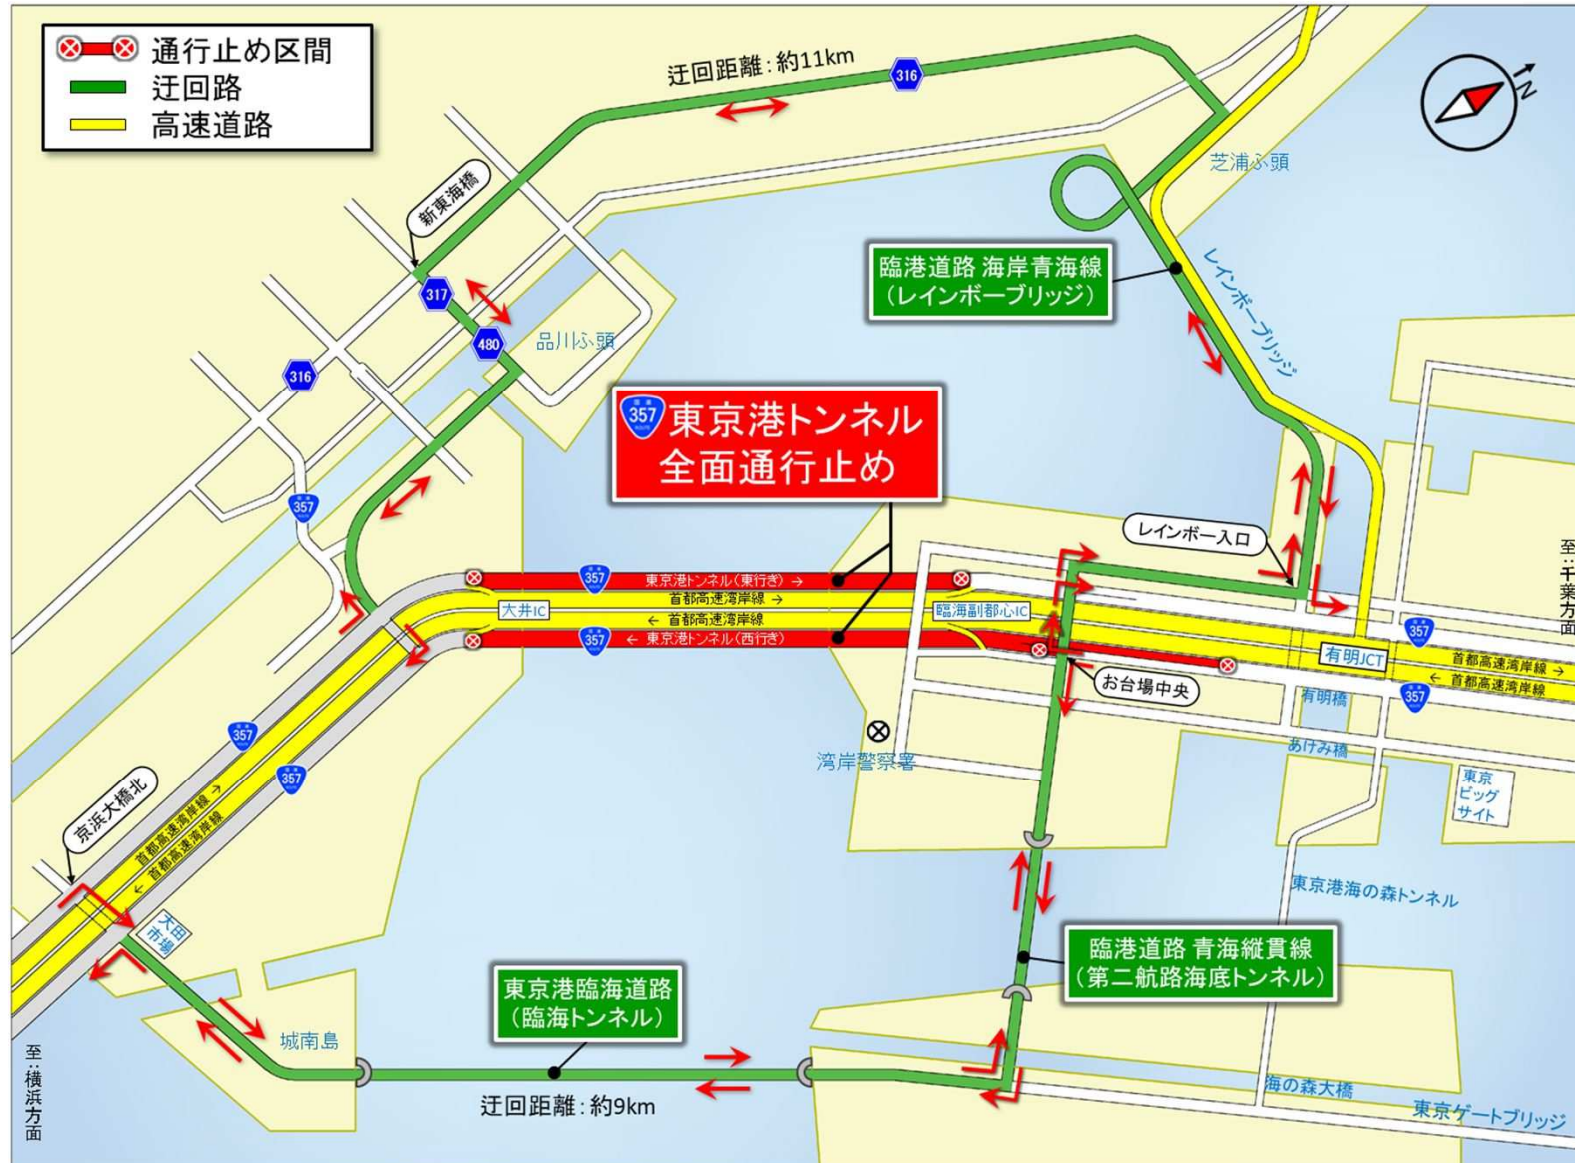 通行止め区間
迂回路
高速道路
迂回距離：約11km
316
N
芝浦ふ頭
新東海橋
317
480
品川ふ頭
316
臨港道路 海岸青海線
（レインボーブリッジ）
レインボーブリッジ
357
東京港トンネル
全面通行止め
357
レインボー入口
至：千葉方面
東京港トンネル（東行き）→
357
首都高速湾岸線 →
← 首都高速湾岸線
← 東京港トンネル（西行き）
357
大井IC
臨海副都心IC
357
有明JCT
首都高速湾岸線 →
← 首都高速湾岸線
357
お台場中央
有明橋
あけみ橋
湾岸警察署
東京
ビッグ
サイト
357
357
京浜大橋北
首都高速湾岸線 →
← 首都高速湾岸線
大田
市場
東京港海の森トンネル
臨港道路 青海縦貫線
（第二航路海底トンネル）
東京港臨海道路
（臨海トンネル）
城南島
至：横浜方面
迂回距離：約9km
海の森大橋
東京ゲートブリッジ